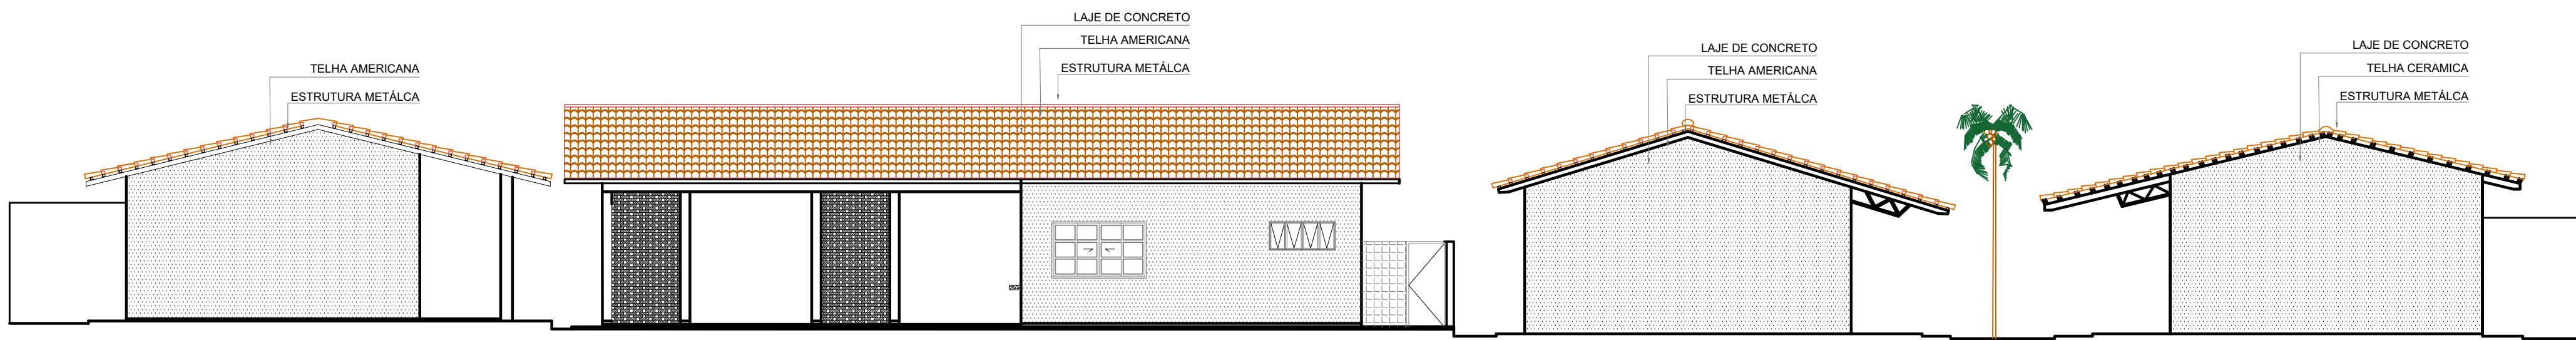 TELHA AMERICANA
ESTRUTURA METÁLCA
LAJE DE CONCRETO
TELHA AMERICANA
ESTRUTURA METÁLCA
LAJE DE CONCRETO
TELHA AMERICANA
ESTRUTURA METÁLCA
LAJE DE CONCRETO
TELHA CERAMICA
ESTRUTURA METÁLCA